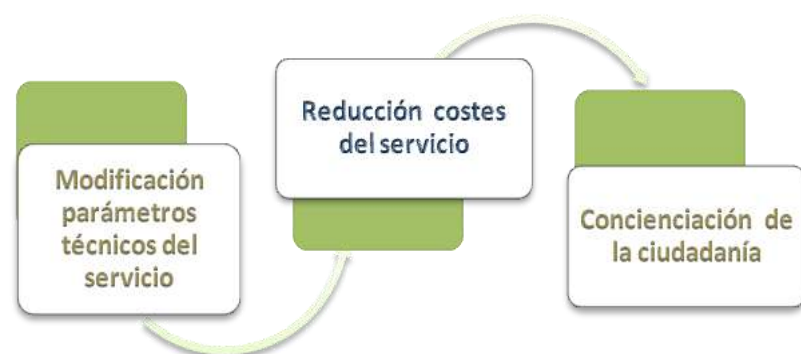 Modificación
parámetros
técnicos del
servicio
Reducción costes
del servicio
Concienciación de
la ciudadanía